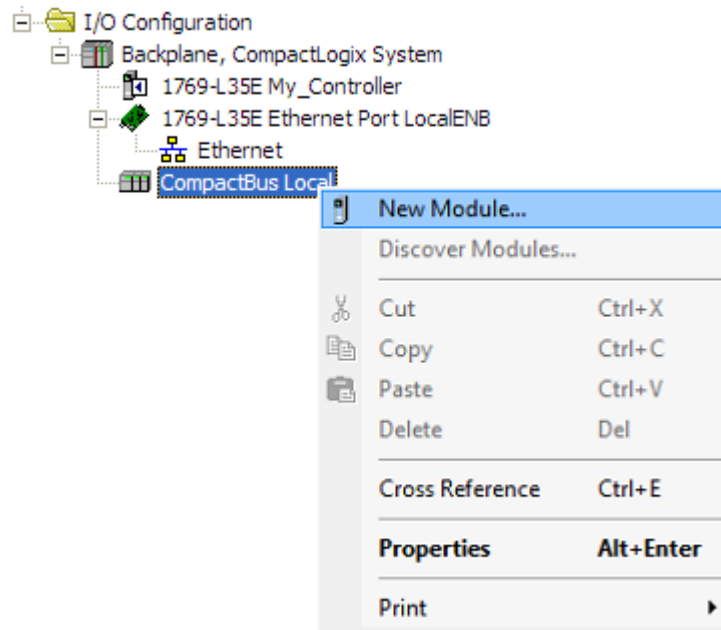 I/O Configuration
Backplane, CompactLogix System
1769-L35E My_Controller
1769-L35E Ethernet Port LocalENB
Ethernet
CompactBus Local
New Module...
Discover Modules...
Cut Ctrl+X
Copy Ctrl+C
Paste Ctrl+V
Delete Del
Cross Reference Ctrl+E
Properties Alt+Enter
Print